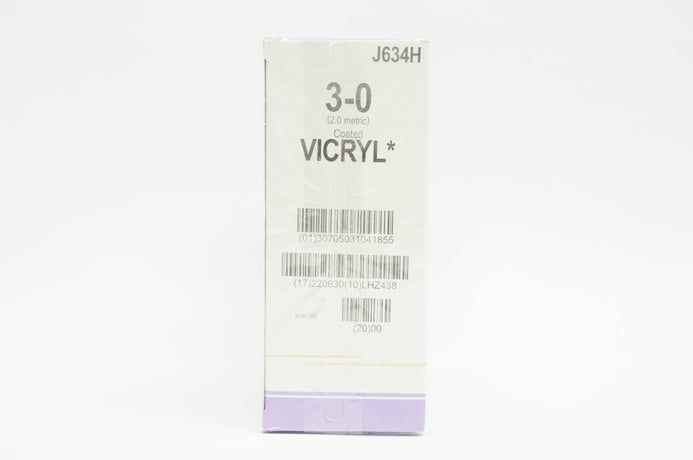 J634H
3-0
(2.0 metric)
Coated
VICRYL*
(01)30705031041855
(17)220630(10)LHZ438
(20)00